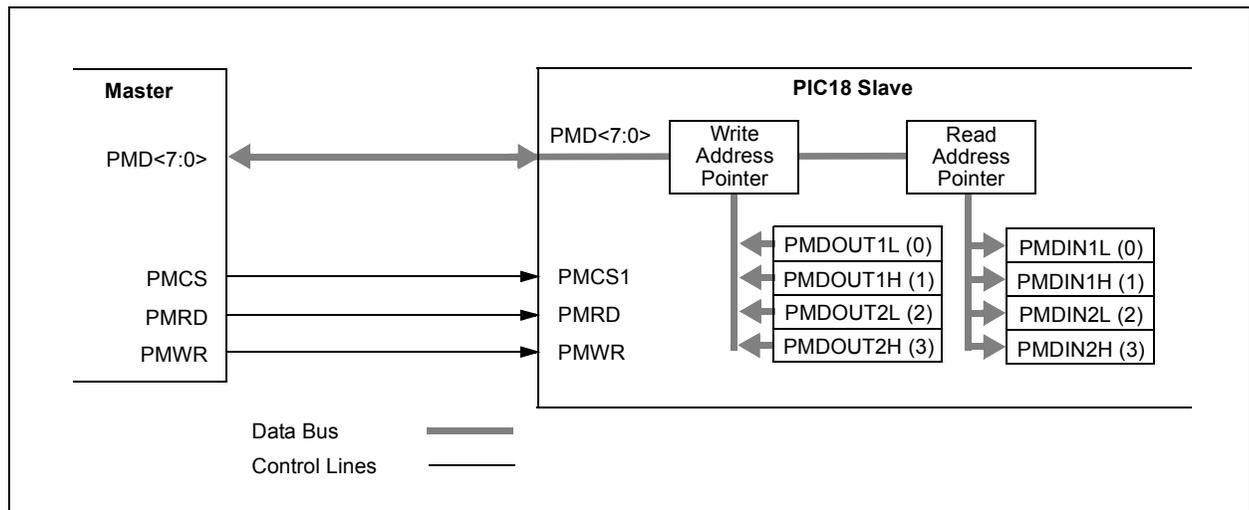 Master
PMD<7:0>
PMCS
PMRD
PMWR
PIC18 Slave
PMD<7:0>
Write
Address
Pointer
Read
Address
Pointer
PMCS1
PMRD
PMWR
PMDOUT1L (0)
PMDOUT1H (1)
PMDOUT2L (2)
PMDOUT2H (3)
PMDIN1L (0)
PMDIN1H (1)
PMDIN2L (2)
PMDIN2H (3)
Data Bus
Control Lines